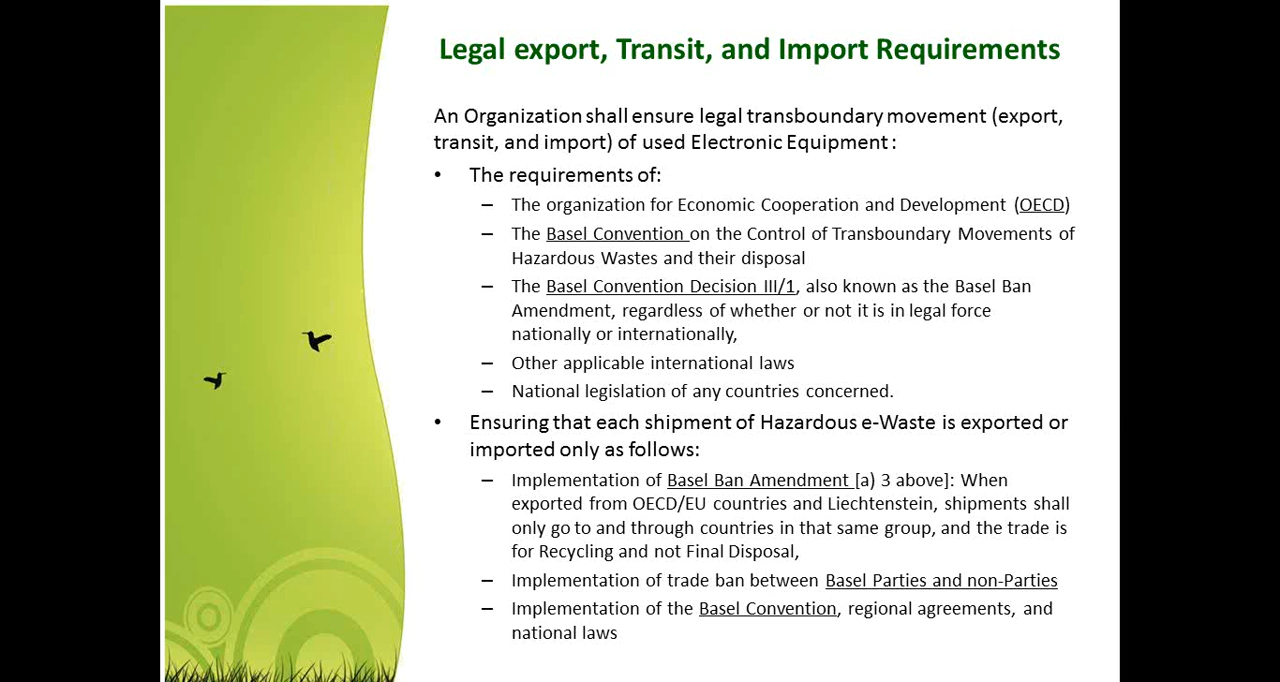 Legal export, Transit, and Import Requirements
An Organization shall ensure legal transboundary movement (export,
transit, and import) of used Electronic Equipment :
• The requirements of:
– The organization for Economic Cooperation and Development (OECD)
– The Basel Convention on the Control of Transboundary Movements of
Hazardous Wastes and their disposal
– The Basel Convention Decision III/1, also known as the Basel Ban
Amendment, regardless of whether or not it is in legal force
nationally or internationally,
– Other applicable international laws
– National legislation of any countries concerned.
• Ensuring that each shipment of Hazardous e-Waste is exported or
imported only as follows:
– Implementation of Basel Ban Amendment [a) 3 above]: When
exported from OECD/EU countries and Liechtenstein, shipments shall
only go to and through countries in that same group, and the trade is
for Recycling and not Final Disposal,
– Implementation of trade ban between Basel Parties and non-Parties
– Implementation of the Basel Convention, regional agreements, and
national laws